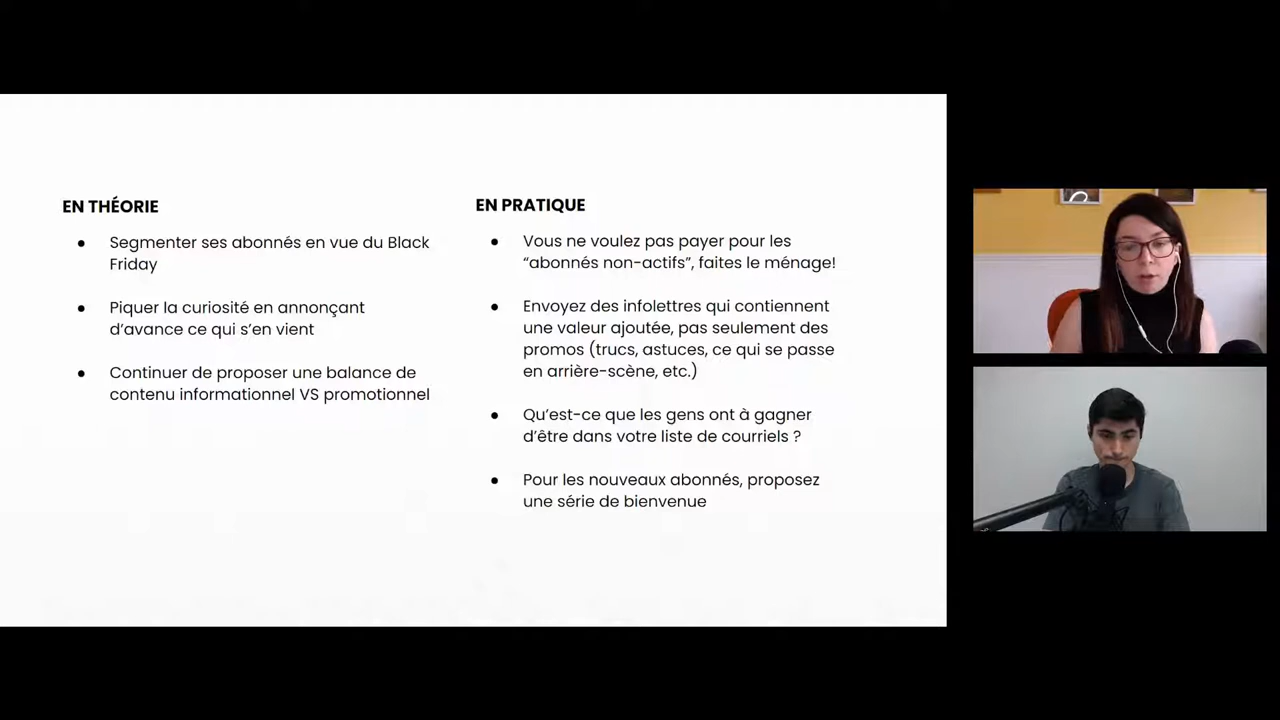 EN THÉORIE
● Segmenter ses abonnés en vue du Black
Friday
● Piquer la curiosité en annonçant
d’avance ce qui s’en vient
● Continuer de proposer une balance de
contenu informationnel VS promotionnel
EN PRATIQUE
● Vous ne voulez pas payer pour les
“abonnés non-actifs”, faites le ménage!
● Envoyez des infolettres qui contiennent
une valeur ajoutée, pas seulement des
promos (trucs, astuces, ce qui se passe
en arrière-scène, etc.)
● Qu’est-ce que les gens ont à gagner
d’être dans votre liste de courriels ?
● Pour les nouveaux abonnés, proposez
une série de bienvenue